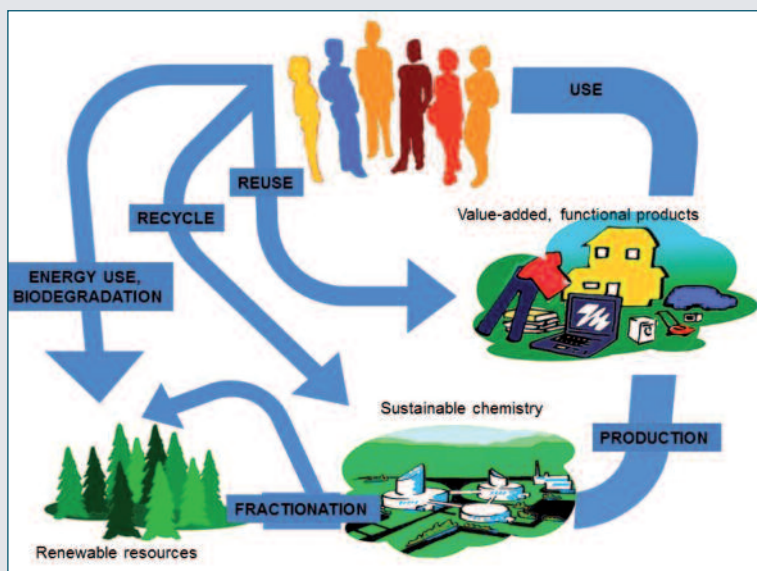 USE
REUSE
RECYCLE
Value-added, functional products
ENERGY USE,
BIODEGRADATION
Sustainable chemistry
PRODUCTION
FRACTIONATION
Renewable resources